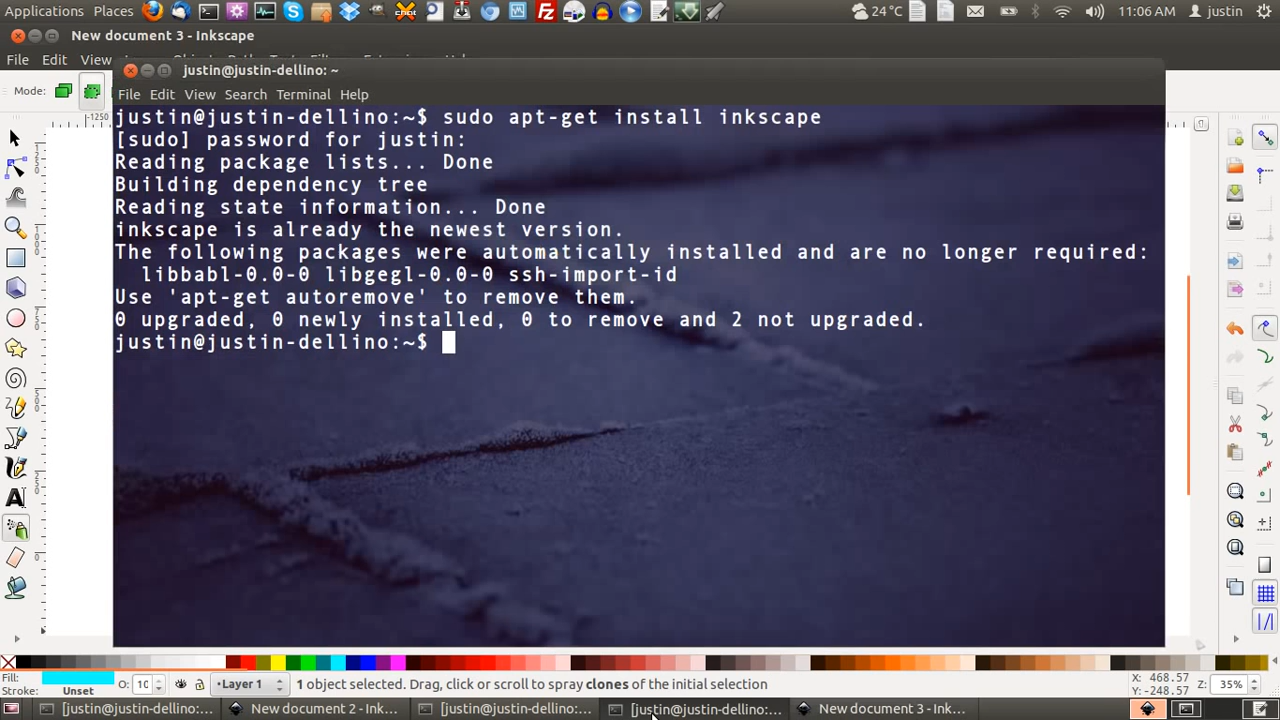 Applications Places 24°C 11:06 AM justin
New document 3 - Inkscape
File Edit View
justin@justin-dellino: ~
Mode:
File Edit View Search Terminal Help
justin@justin-dellino:~$ sudo apt-get install inkscape
[sudo] password for justin:
Reading package lists... Done
Building dependency tree
Reading state information... Done
inkscape is already the newest version.
The following packages were automatically installed and are no longer required:
libbabl-0.0-0 libgegl-0.0-0 ssh-import-id
Use 'apt-get autoremove' to remove them.
0 upgraded, 0 newly installed, 0 to remove and 2 not upgraded.
justin@justin-dellino:~$
-1250
Fill:
Stroke: Unset
O: 10
Layer 1
1 object selected. Drag, click or scroll to spray clones of the initial selection
X: 468.57
Y: -248.57
Z: 35%
[justin@justin-dellino:... New document 2 - Ink... [justin@justin-dellino:... [justin@justin-dellino:... New document 3 - Ink...